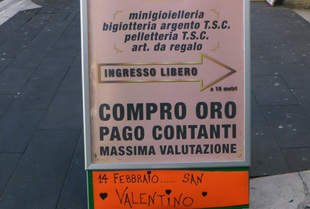 minigioielleria
bigiotteria argento T.S.C.
pelletteria T.S.C.
art. da regalo
INGRESSO LIBERO
a 10 metri
COMPRO ORO
PAGO CONTANTI
MASSIMA VALUTAZIONE
14 FEBBRAIO...... SAN
VALENTINO